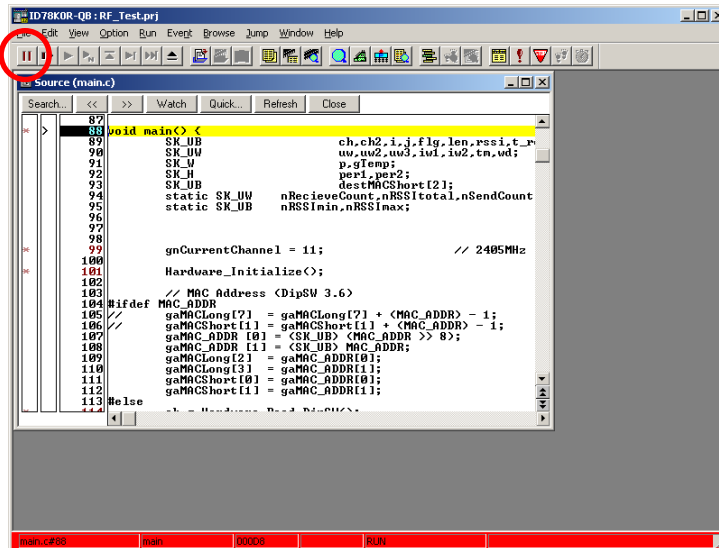 ID78K0R-QB : RF_Test.prj
File Edit View Option Run Event Browse Jump Window Help
Source (main.c)
Search... << >> Watch Quick... Refresh Close
87
* > 88 void main() {
89 SK_UB ch,ch2,i,j,flg,len,rssi,t_r
90 SK_UW uw,uw2,uw3,iw1,iw2,tm,wd;
91 SK_W p,gTemp;
92 SK_H per1,per2;
93 SK_UB destMACShort[2];
94 static SK_UW nRecieveCount,nRSSItotal,nSendCount
95 static SK_UB nRSSImin,nRSSImax;
96
97
98
* 99 gnCurrentChannel = 11; // 2405MHz
100
* 101 Hardware_Initialize();
102
103 // MAC Address (DipSW 3.6)
104 #ifdef MAC_ADDR
105 // gaMACLong[7] = gaMACLong[7] + (MAC_ADDR) - 1;
106 // gaMACShort[1] = gaMACShort[1] + (MAC_ADDR) - 1;
107 gaMAC_ADDR [0] = (SK_UB) (MAC_ADDR >> 8);
108 gaMAC_ADDR [1] = (SK_UB) MAC_ADDR;
109 gaMACLong[2] = gaMAC_ADDR[0];
110 gaMACLong[3] = gaMAC_ADDR[1];
111 gaMACShort[0] = gaMAC_ADDR[0];
112 gaMACShort[1] = gaMAC_ADDR[1];
113 #else
main.c#88 main 000D8 RUN